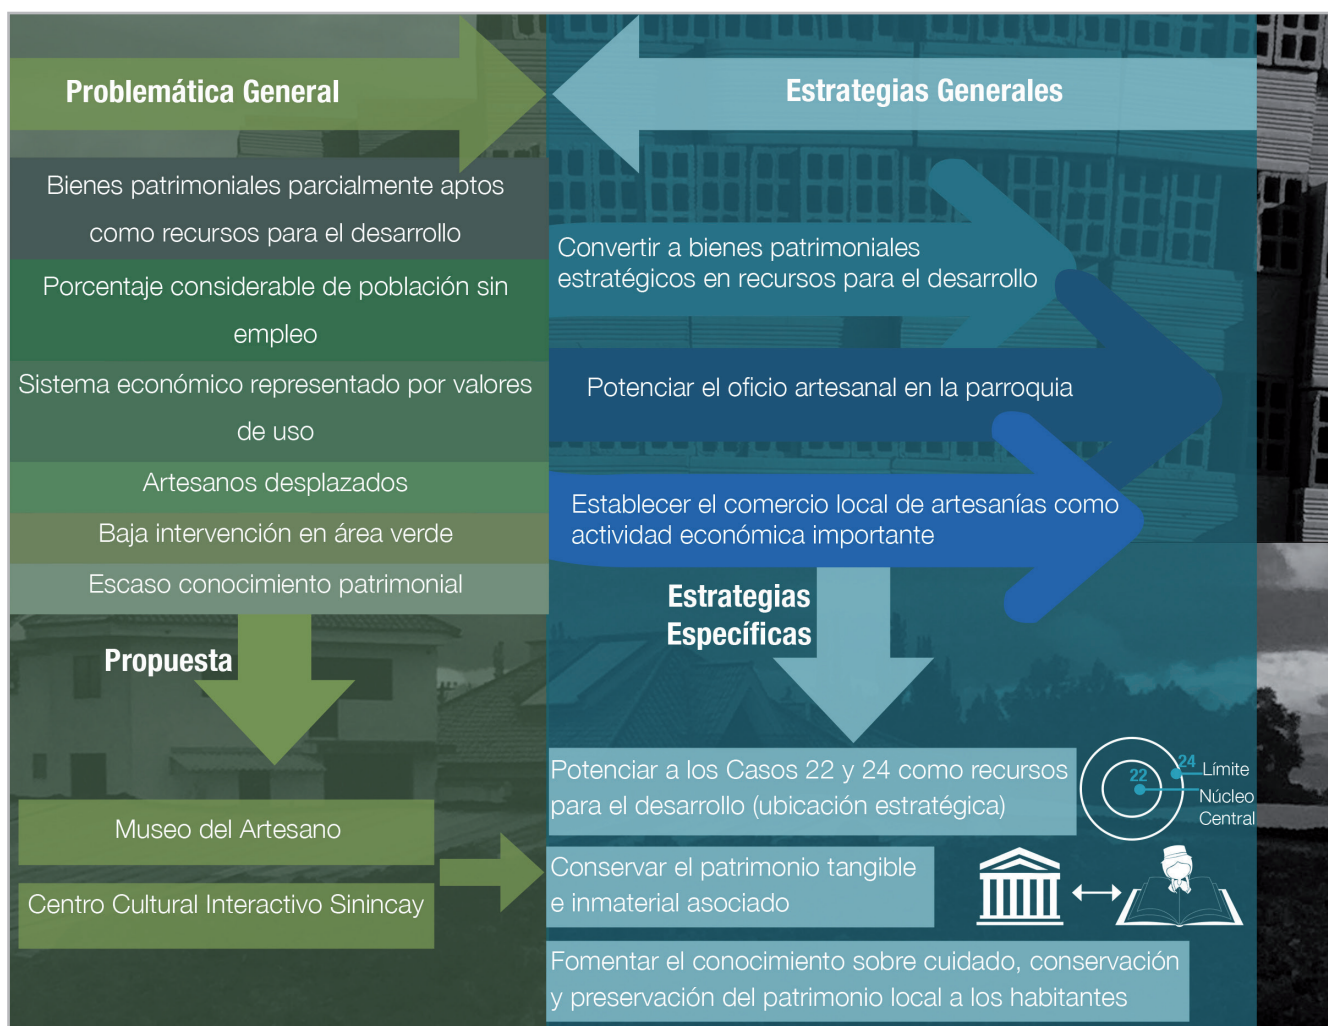 Problemática General
Bienes patrimoniales parcialmente aptos
como recursos para el desarrollo
Porcentaje considerable de población sin
empleo
Sistema económico representado por valores
de uso
Artesanos desplazados
Baja intervención en área verde
Escaso conocimiento patrimonial
Propuesta
Museo del Artesano
Centro Cultural Interactivo Sinincay
Estrategias Generales
Convertir a bienes patrimoniales
estratégicos en recursos para el desarrollo
Potenciar el oficio artesanal en la parroquia
Establecer el comercio local de artesanías como
actividad económica importante
Estrategias
Específicas
Potenciar a los Casos 22 y 24 como recursos
para el desarrollo (ubicación estratégica)
24
Límite
22
Núcleo
Central
Conservar el patrimonio tangible
e inmaterial asociado
Fomentar el conocimiento sobre cuidado, conservación
y preservación del patrimonio local a los habitantes